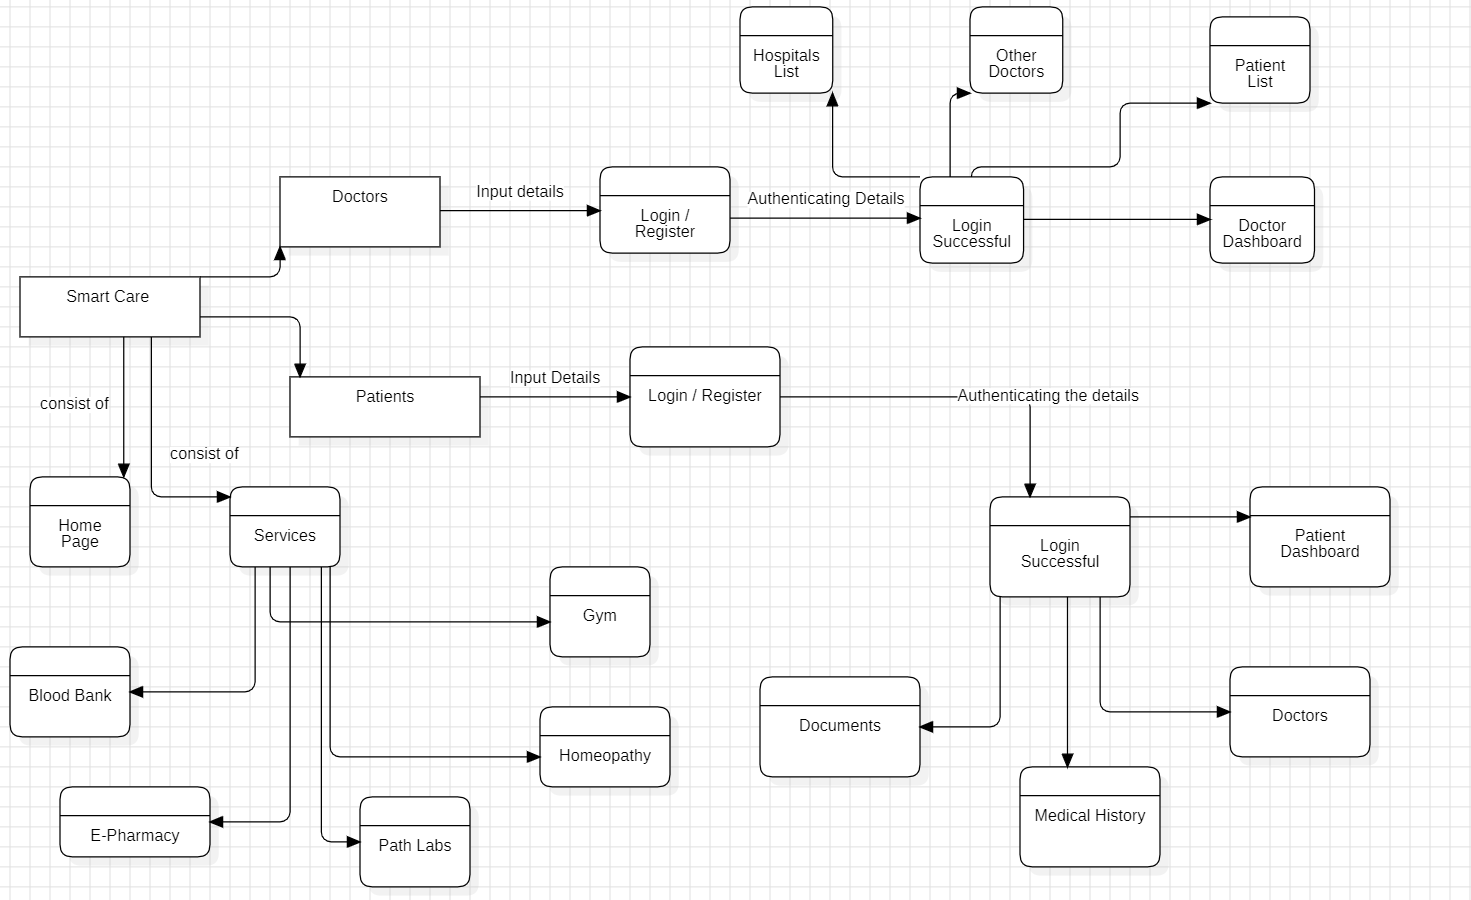 Hospitals
List
Other
Doctors
Patient
List
Doctors
Input details
Login /
Register
Authenticating Details
Login
Successful
Doctor
Dashboard
Smart Care
consist of
consist of
Patients
Input Details
Login / Register
Authenticating the details
Home
Page
Services
Login
Successful
Patient
Dashboard
Gym
Blood Bank
Homeopathy
Documents
Doctors
E-Pharmacy
Path Labs
Medical History